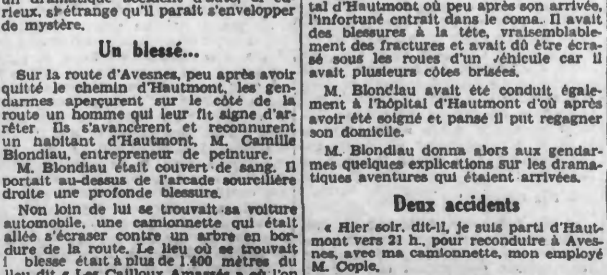 rieux, si étrange qu'il paraît s'envelopper
de mystère.
Un blessé...
Sur la route d'Avesnes, peu après avoir
quitté le chemin d'Hautmont, les gen-
darmes aperçurent sur le côté de la
route un homme qui leur fit signe d'ar-
rêter. Ils s'avancèrent et reconnurent
un habitant d'Hautmont, M. Camille
Blondiau, entrepreneur de peinture.
M. Blondiau était couvert de sang. Il
portait au-dessus de l'arcade sourcilière
droite une profonde blessure.
Non loin de lui se trouvait sa voiture
automobile, une camionnette qui était
allée s'écraser contre un arbre en bor-
dure de la route. Le lieu où se trouvait
l blessé était à plus de 1.400 mètres du
lieu dit « Les Cailloux Amassés » où l'on
tal d'Hautmont où peu après son arrivée,
l'infortuné entrait dans le coma. Il avait
des blessures à la tête, vraisemblable-
ment des fractures et avait dû être écra-
sé sous les roues d'un véhicule car il
avait plusieurs côtes brisées.
M. Blondiau avait été conduit égale-
ment à l'hôpital d'Hautmont d'où après
avoir été soigné et pansé il put regagner
son domicile.
M. Blondiau donna alors aux gendar-
mes quelques explications sur les drama-
tiques aventures qui étaient arrivées.
Deux accidents
« Hier soir, dit-il, je suis parti d'Haut-
mont vers 21 h., pour reconduire à Aves-
nes, avec ma camionnette, mon employé
M. Cople.